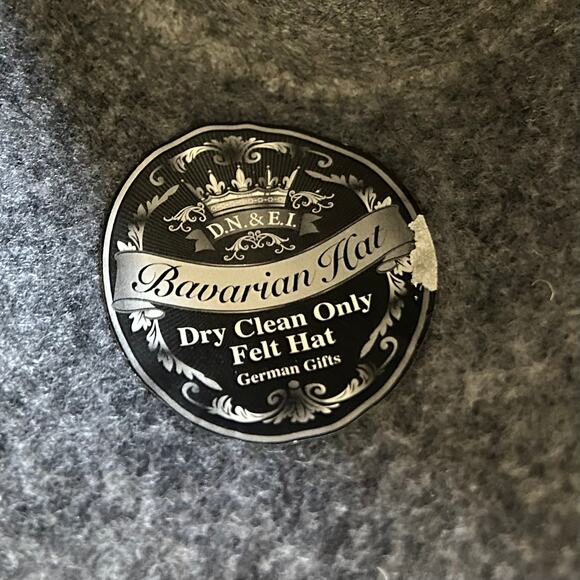 D.N. & E.I.
Bavarian Hat
Dry Clean Only
Felt Hat
German Gifts